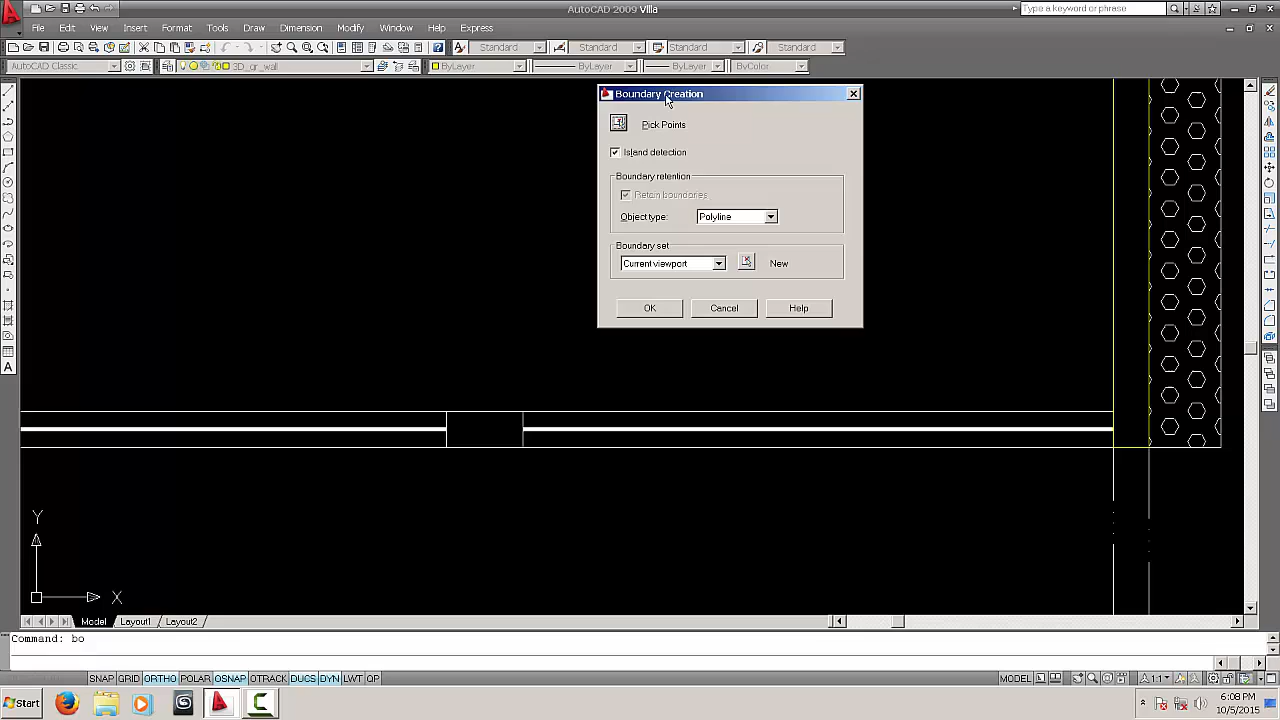 AutoCAD 2009 Villa
Type a keyword or phrase
File Edit View Insert Format Tools Draw Dimension Modify Window Help Express
Standard Standard Standard Standard
AutoCAD Classic 3D_gr_wall ByLayer ByLayer ByLayer ByColor
Boundary Creation
Pick Points
Island detection
Boundary retention
Retain boundaries
Object type: Polyline
Boundary set
Current viewport New
OK Cancel Help
A
Y
X
Model Layout1 Layout2
Command: bo
SNAP GRID ORTHO POLAR OSNAP OTRACK DUCS DYN LWT QP MODEL 1:1
Start 6:08 PM
10/5/2015